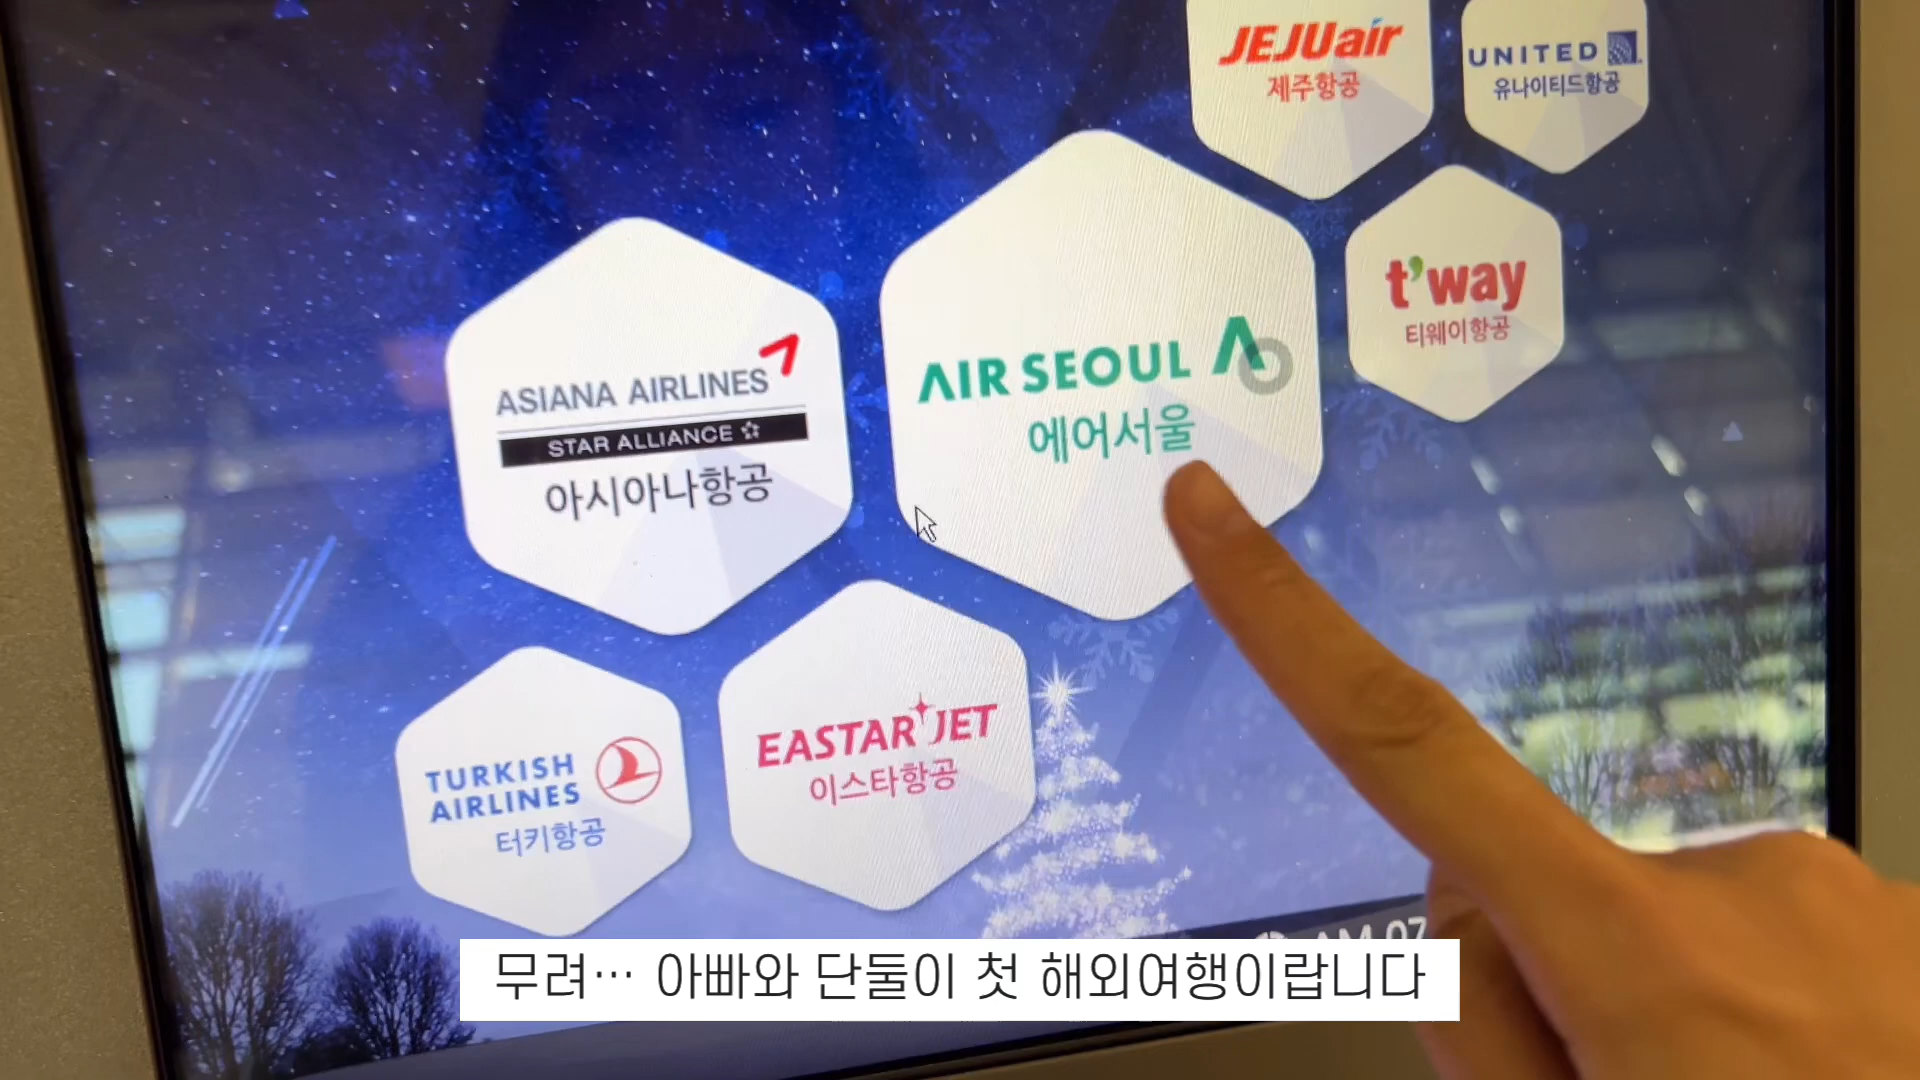 JEJUair
제주항공
UNITED
유나이티드항공
t'way
티웨이항공
AIR SEOUL
에어서울
ASIANA AIRLINES
STAR ALLIANCE
아시아나항공
EASTAR JET
이스타항공
TURKISH
AIRLINES
터키항공
AM 07
무려… 아빠와 단둘이 첫 해외여행이랍니다